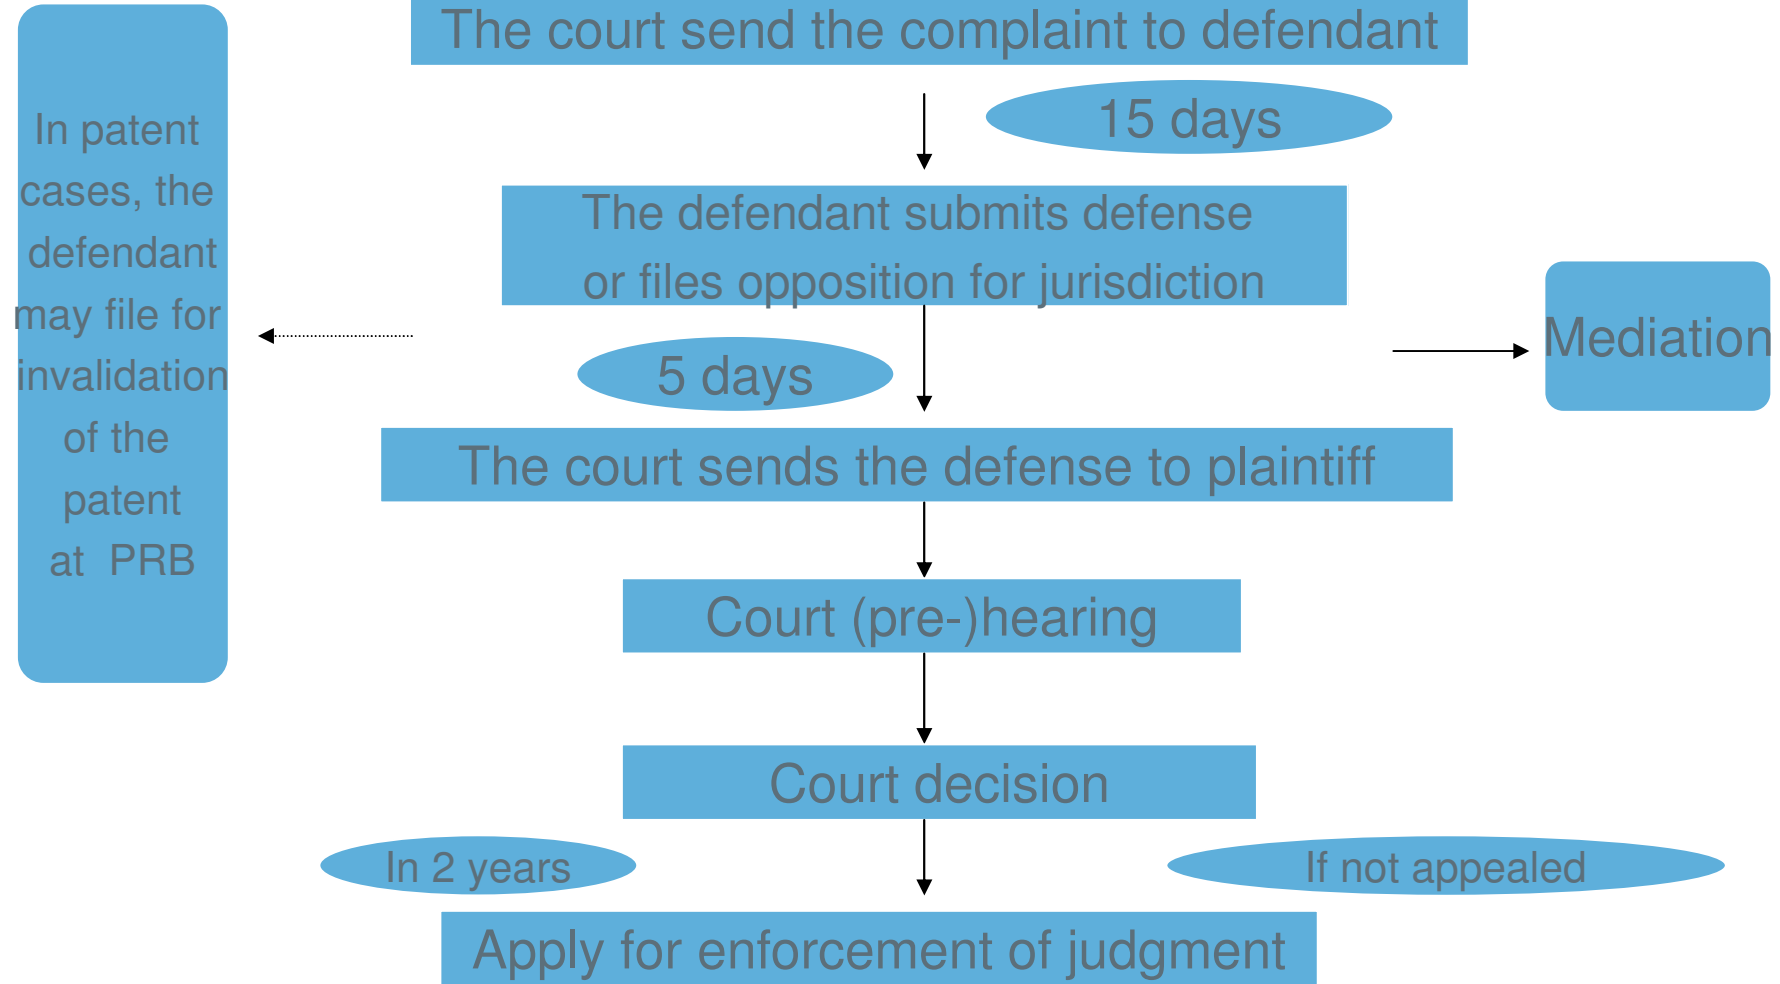 The court send the complaint to defendant
15 days
The defendant submits defense
or files opposition for jurisdiction
In patent
cases, the
defendant
may file for
invalidation
of the
patent
at PRB
Mediation
5 days
The court sends the defense to plaintiff
Court (pre-)hearing
Court decision
In 2 years
If not appealed
Apply for enforcement of judgment